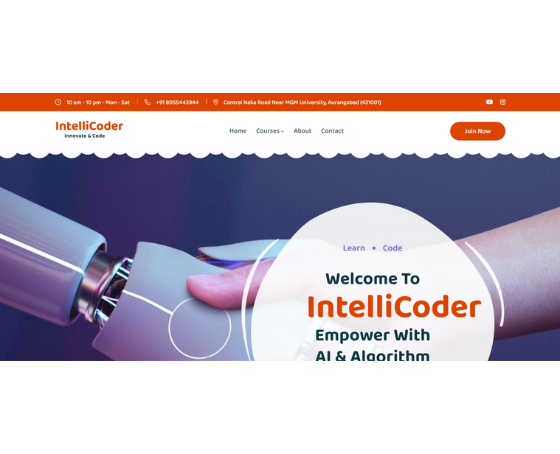 10 am - 10 pm - Mon - Sat
+91 8055443944
Central Naka Road Near MGM University, Aurangabad (431001)
IntelliCoder
Innovate & Code
Home
Courses
About
Contact
Join Now
Learn • Code
Welcome To
IntelliCoder
Empower With
AI & Algorithm